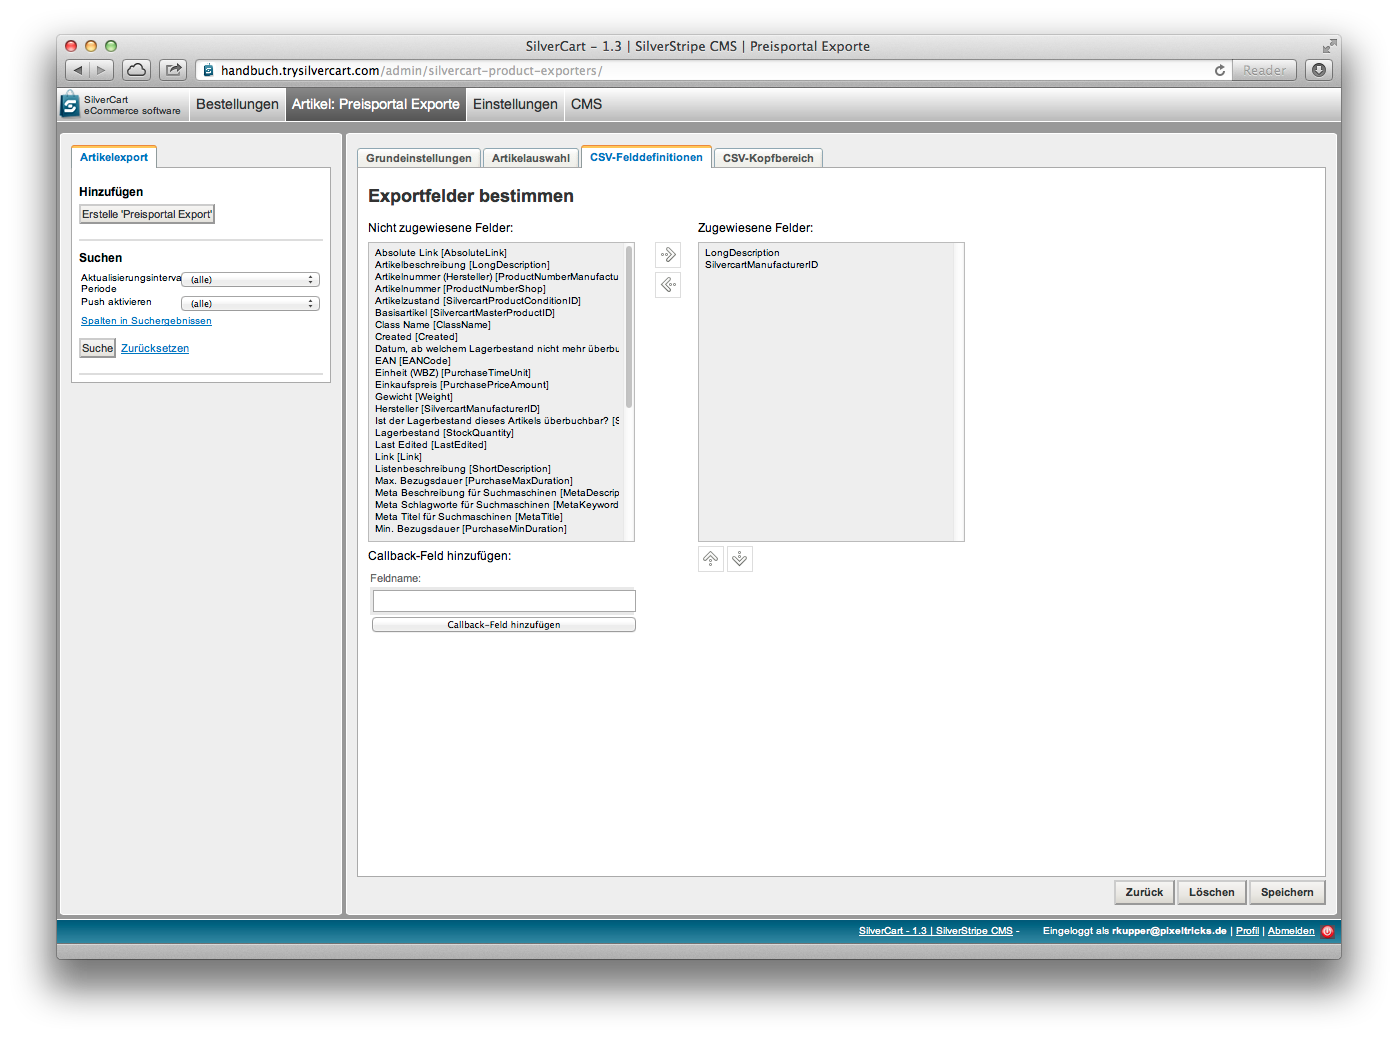 SilverCart – 1.3 | SilverStripe CMS | Preisportal Exporte
handbuch.trysilvercart.com/admin/silvercart-product-exporters/
Reader
SilverCart
eCommerce software
Bestellungen
Artikel: Preisportal Exporte
Einstellungen
CMS
Artikelexport
Hinzufügen
Erstelle 'Preisportal Export'
Suchen
Aktualisierungsinterva
Periode
(alle)
Push aktivieren
(alle)
Spalten in Suchergebnissen
Suche
Zurücksetzen
Grundeinstellungen
Artikelauswahl
CSV-Felddefinitionen
CSV-Kopfbereich
Exportfelder bestimmen
Nicht zugewiesene Felder:
Absolute Link [AbsoluteLink]
Artikelbeschreibung [LongDescription]
Artikelnummer (Hersteller) [ProductNumberManufactu
Artikelnummer [ProductNumberShop]
Artikelzustand [SilvercartProductConditionID]
Basisartikel [SilvercartMasterProductID]
Class Name [ClassName]
Created [Created]
Datum, ab welchem Lagerbestand nicht mehr überbu
EAN [EANCode]
Einheit (WBZ) [PurchaseTimeUnit]
Einkaufspreis [PurchasePriceAmount]
Gewicht [Weight]
Hersteller [SilvercartManufacturerID]
Ist der Lagerbestand dieses Artikels überbuchbar? [S
Lagerbestand [StockQuantity]
Last Edited [LastEdited]
Link [Link]
Listenbeschreibung [ShortDescription]
Max. Bezugsdauer [PurchaseMaxDuration]
Meta Beschreibung für Suchmaschinen [MetaDescrip
Meta Schlagworte für Suchmaschinen [MetaKeyword
Meta Titel für Suchmaschinen [MetaTitle]
Min. Bezugsdauer [PurchaseMinDuration]
Zugewiesene Felder:
LongDescription
SilvercartManufacturerID
Callback-Feld hinzufügen:
Feldname:
Callback-Feld hinzufügen
Zurück
Löschen
Speichern
SilverCart - 1.3 | SilverStripe CMS - Eingeloggt als rkupper@pixeltricks.de | Profil | Abmelden